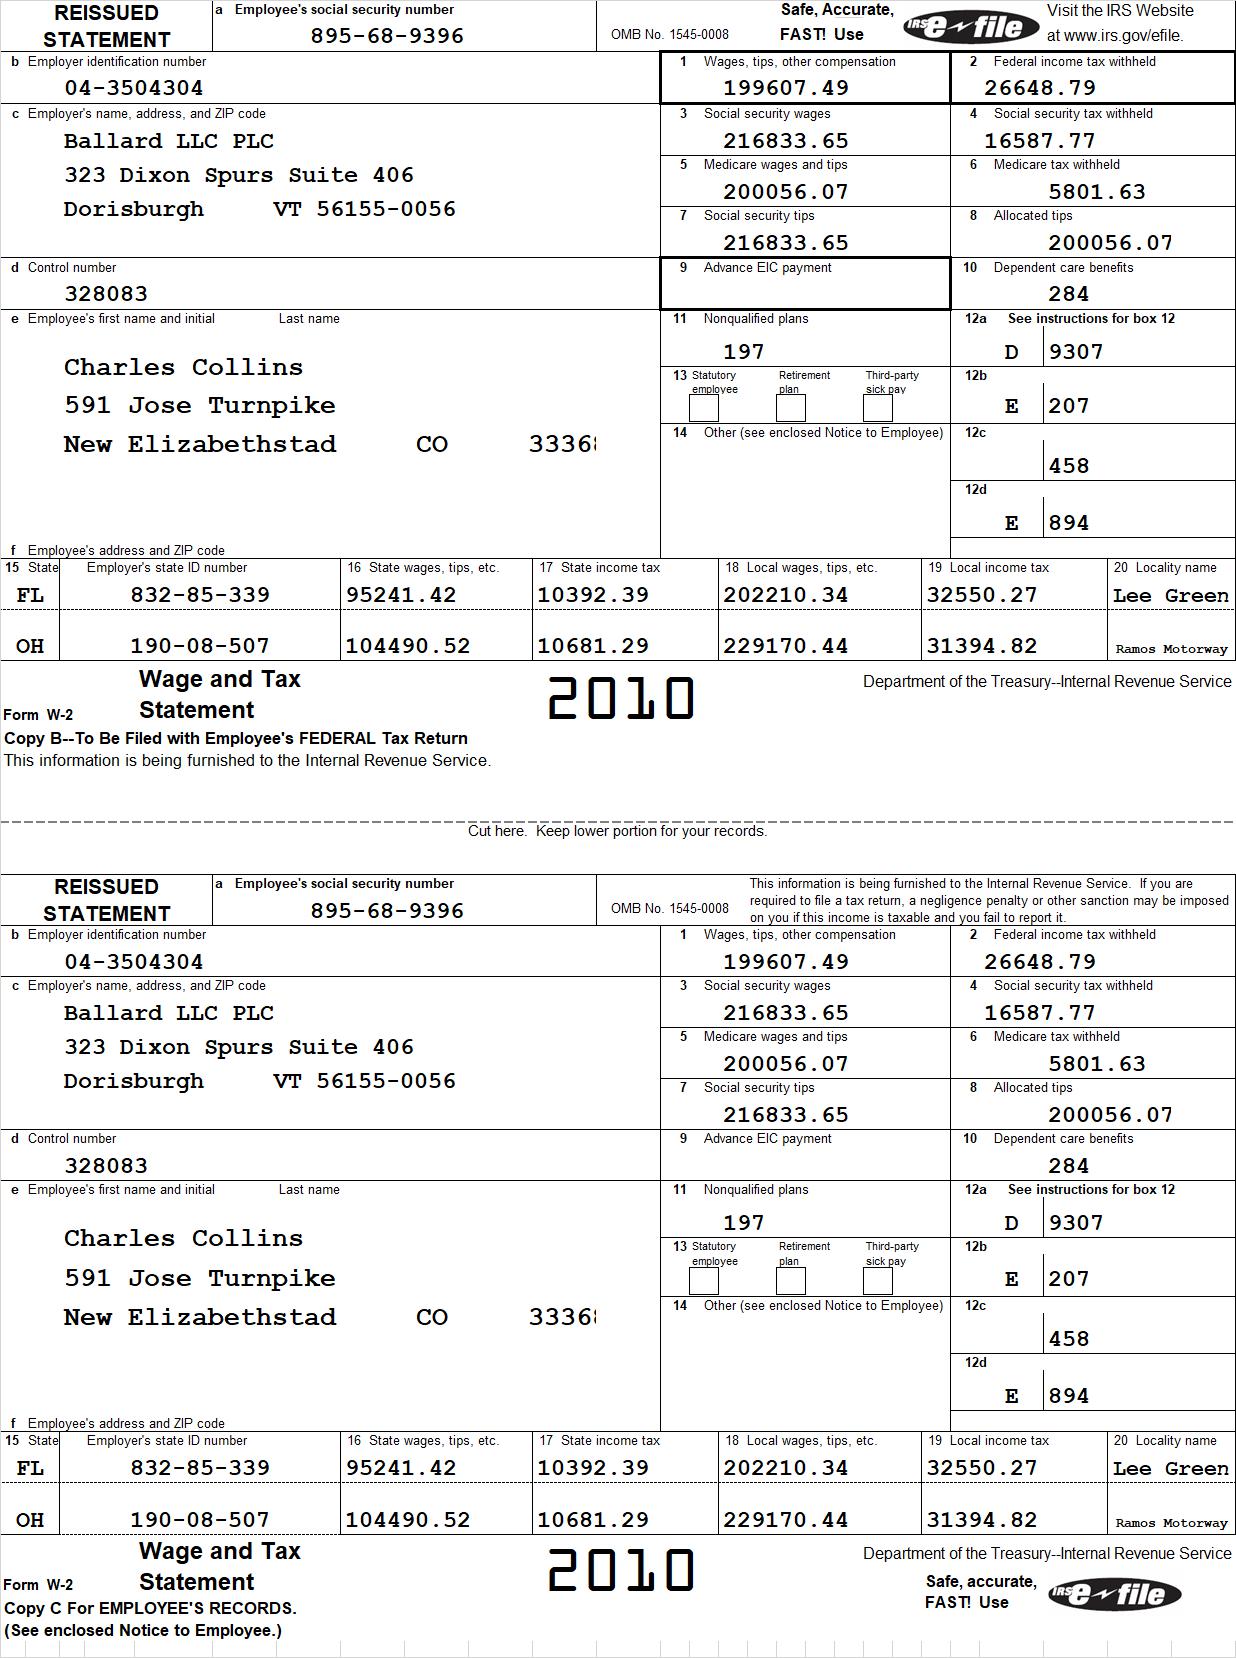 REISSUED STATEMENT
a Employee's social security number
895-68-9396
OMB No. 1545-0008
Safe, Accurate, FAST! Use
IRS e-file
Visit the IRS Website at www.irs.gov/efile.
b Employer identification number
04-3504304
1 Wages, tips, other compensation
199607.49
2 Federal income tax withheld
26648.79
c Employer's name, address, and ZIP code
Ballard LLC PLC
323 Dixon Spurs Suite 406
Dorisburgh VT 56155-0056
3 Social security wages
216833.65
4 Social security tax withheld
16587.77
5 Medicare wages and tips
200056.07
6 Medicare tax withheld
5801.63
7 Social security tips
216833.65
8 Allocated tips
200056.07
d Control number
328083
9 Advance EIC payment
10 Dependent care benefits
284
e Employee's first name and initial Last name
Charles Collins
591 Jose Turnpike
New Elizabethstad CO 3336
11 Nonqualified plans
197
12a See instructions for box 12
D 9307
13 Statutory employee Retirement plan Third-party sick pay
12b
E 207
14 Other (see enclosed Notice to Employee)
12c
458
12d
E 894
f Employee's address and ZIP code
15 State Employer's state ID number 16 State wages, tips, etc. 17 State income tax 18 Local wages, tips, etc. 19 Local income tax 20 Locality name
FL 832-85-339 95241.42 10392.39 202210.34 32550.27 Lee Green
OH 190-08-507 104490.52 10681.29 229170.44 31394.82 Ramos Motorway
Form W-2 Wage and Tax Statement
2010
Department of the Treasury--Internal Revenue Service
Copy B--To Be Filed with Employee's FEDERAL Tax Return
This information is being furnished to the Internal Revenue Service.
Cut here. Keep lower portion for your records.
REISSUED STATEMENT
a Employee's social security number
895-68-9396
OMB No. 1545-0008
This information is being furnished to the Internal Revenue Service. If you are
required to file a tax return, a negligence penalty or other sanction may be imposed
on you if this income is taxable and you fail to report it.
b Employer identification number
04-3504304
1 Wages, tips, other compensation
199607.49
2 Federal income tax withheld
26648.79
c Employer's name, address, and ZIP code
Ballard LLC PLC
323 Dixon Spurs Suite 406
Dorisburgh VT 56155-0056
3 Social security wages
216833.65
4 Social security tax withheld
16587.77
5 Medicare wages and tips
200056.07
6 Medicare tax withheld
5801.63
7 Social security tips
216833.65
8 Allocated tips
200056.07
d Control number
328083
9 Advance EIC payment
10 Dependent care benefits
284
e Employee's first name and initial Last name
Charles Collins
591 Jose Turnpike
New Elizabethstad CO 3336
11 Nonqualified plans
197
12a See instructions for box 12
D 9307
13 Statutory employee Retirement plan Third-party sick pay
12b
E 207
14 Other (see enclosed Notice to Employee)
12c
458
12d
E 894
f Employee's address and ZIP code
15 State Employer's state ID number 16 State wages, tips, etc. 17 State income tax 18 Local wages, tips, etc. 19 Local income tax 20 Locality name
FL 832-85-339 95241.42 10392.39 202210.34 32550.27 Lee Green
OH 190-08-507 104490.52 10681.29 229170.44 31394.82 Ramos Motorway
Form W-2 Wage and Tax Statement
2010
Department of the Treasury--Internal Revenue Service
Safe, accurate, FAST! Use
IRS e-file
Copy C For EMPLOYEE'S RECORDS.
(See enclosed Notice to Employee.)